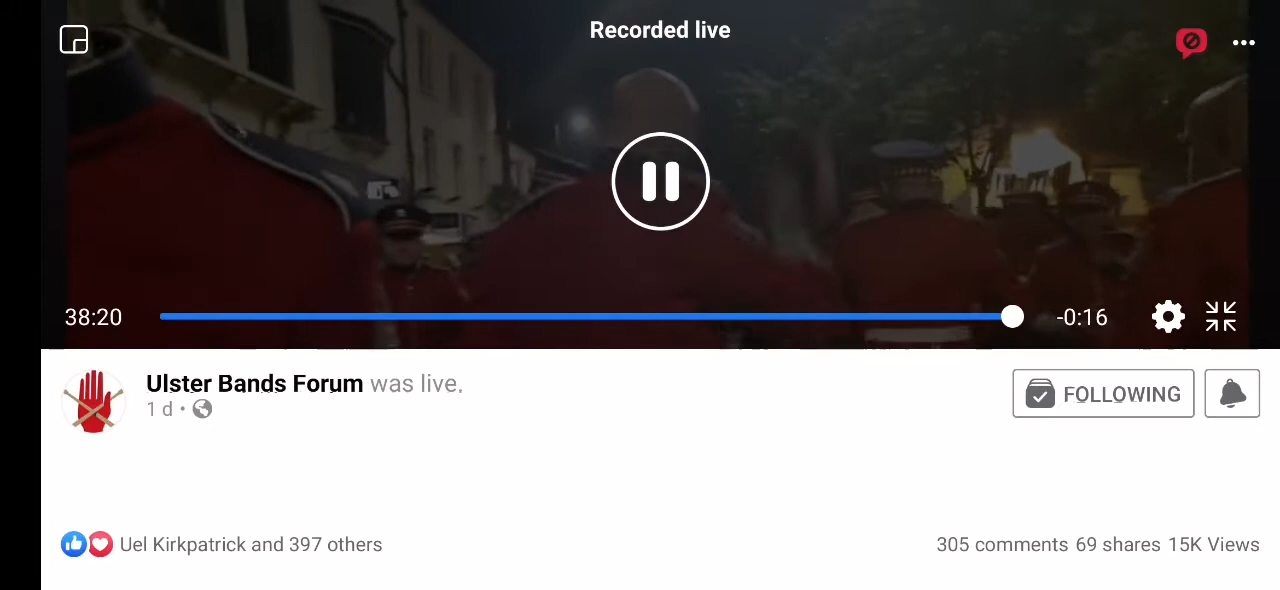 Recorded live
38:20
-0:16
Ulster Bands Forum was live.
FOLLOWING
1 d •
Uel Kirkpatrick and 397 others
305 comments 69 shares 15K Views